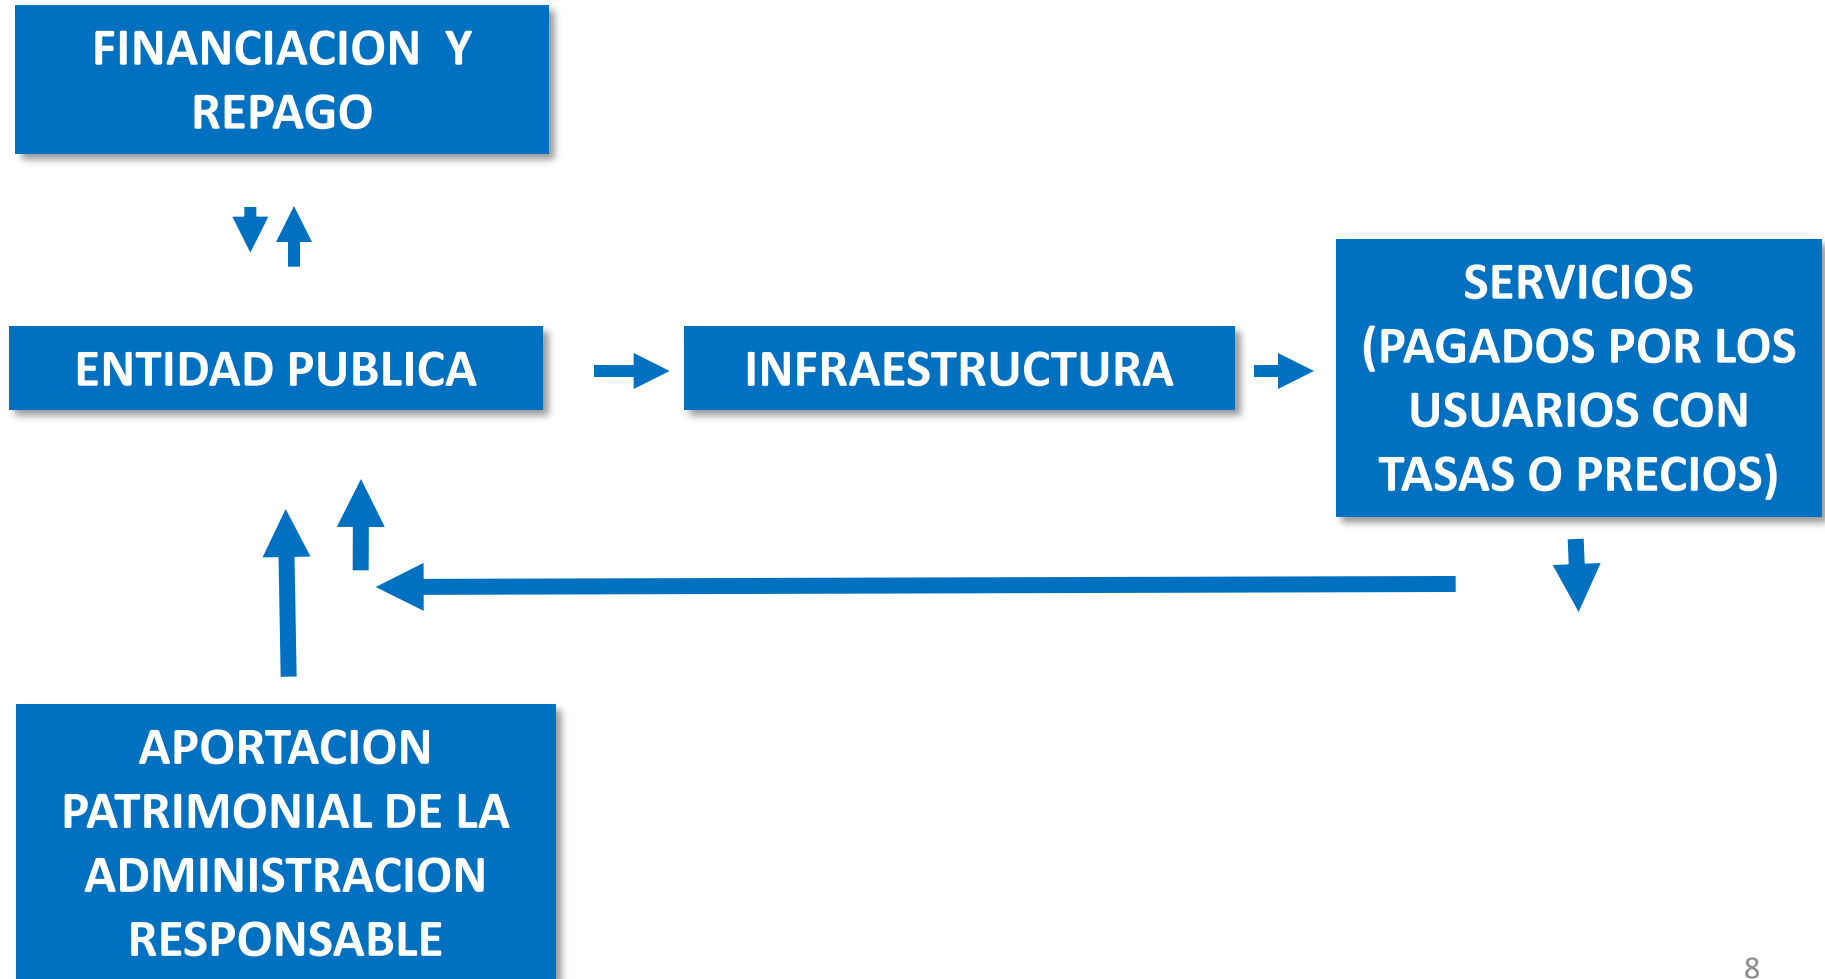 FINANCIACION Y
REPAGO
ENTIDAD PUBLICA
INFRAESTRUCTURA
SERVICIOS
(PAGADOS POR LOS
USUARIOS CON
TASAS O PRECIOS)
APORTACION
PATRIMONIAL DE LA
ADMINISTRACION
RESPONSABLE
8